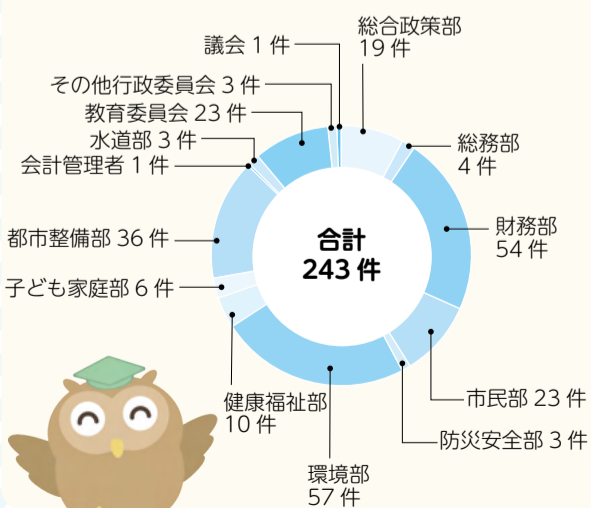 総合政策部
19 件
総務部
4 件
財務部
54 件
市民部 23 件
防災安全部 3 件
環境部
57 件
健康福祉部
10 件
子ども家庭部 6 件
都市整備部 36 件
会計管理者 1 件
水道部 3 件
教育委員会 23 件
その他行政委員会 3 件
議会 1 件
合計
243 件